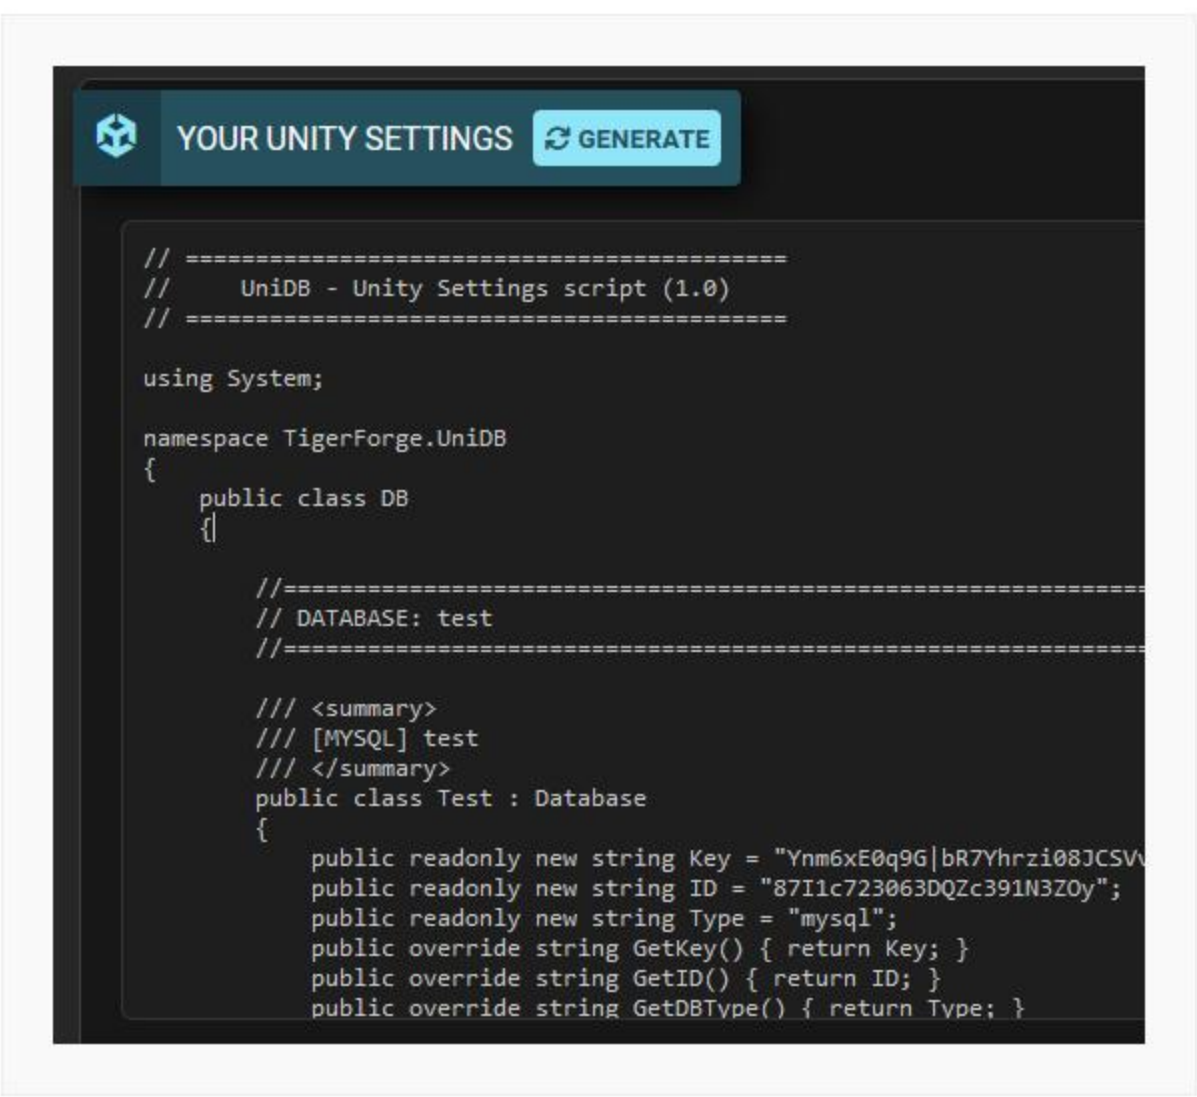 YOUR UNITY SETTINGS GENERATE
// ===========================================
//     UniDB - Unity Settings script (1.0)
// ===========================================
using System;
namespace TigerForge.UniDB
{
    public class DB
    {
        //=============================================================
        // DATABASE: test
        //=============================================================
        /// <summary>
        /// [MYSQL] test
        /// </summary>
        public class Test : Database
        {
            public readonly new string Key = "Ynm6xE0q9G|bR7Yhrzi08JCSVv
            public readonly new string ID = "87I1c723063DQZc391N3ZOy";
            public readonly new string Type = "mysql";
            public override string GetKey() { return Key; }
            public override string GetID() { return ID; }
            public override string GetDBType() { return Type; }